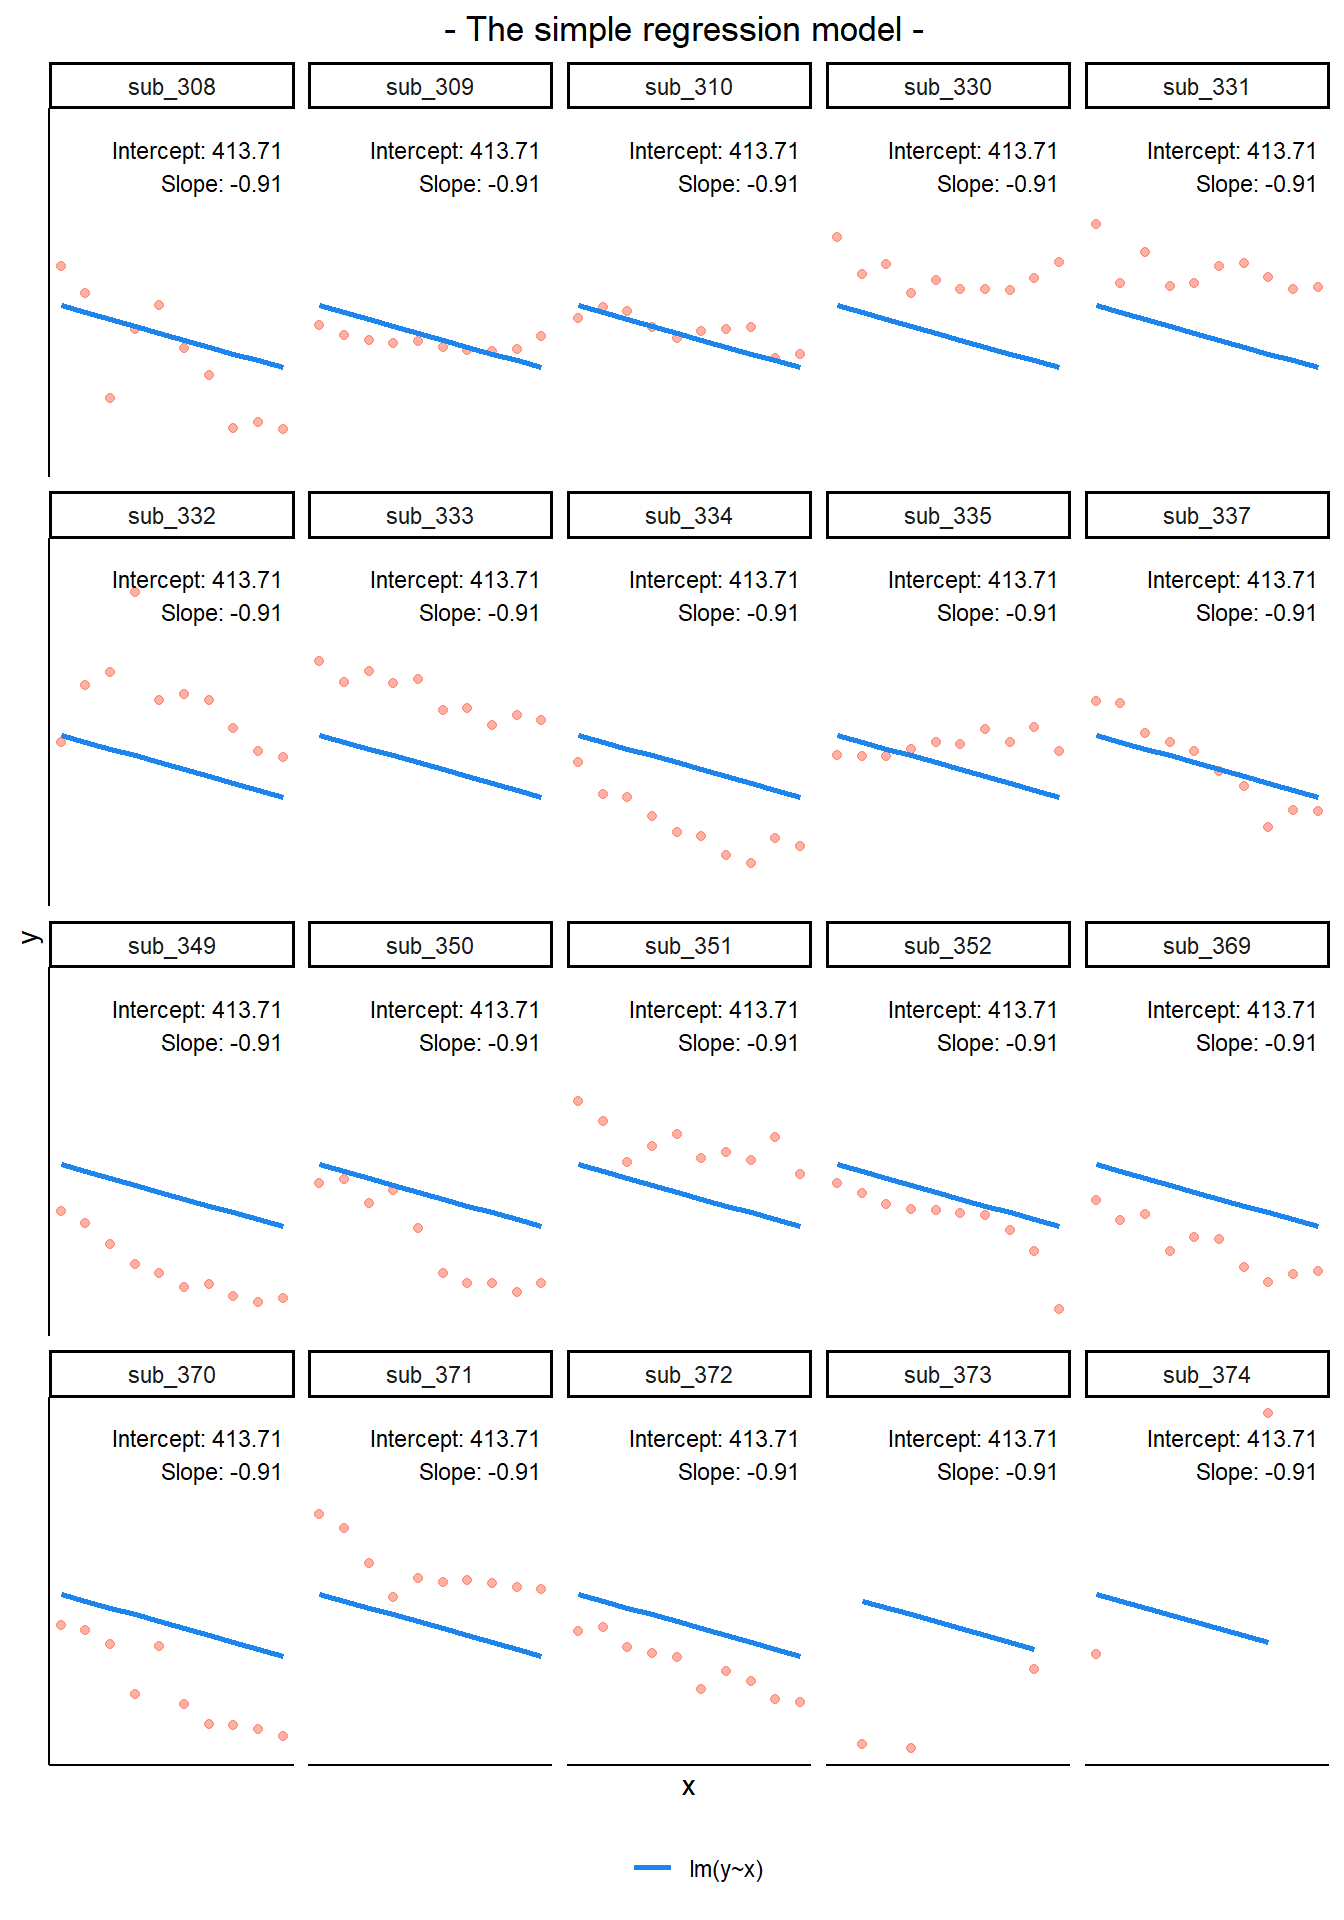 - The simple regression model -
sub_308
sub_309
sub_310
sub_330
sub_331
Intercept: 413.71
Slope: -0.91
Intercept: 413.71
Slope: -0.91
Intercept: 413.71
Slope: -0.91
Intercept: 413.71
Slope: -0.91
Intercept: 413.71
Slope: -0.91
sub_332
sub_333
sub_334
sub_335
sub_337
Intercept: 413.71
Slope: -0.91
Intercept: 413.71
Slope: -0.91
Intercept: 413.71
Slope: -0.91
Intercept: 413.71
Slope: -0.91
Intercept: 413.71
Slope: -0.91
y
sub_349
sub_350
sub_351
sub_352
sub_369
Intercept: 413.71
Slope: -0.91
Intercept: 413.71
Slope: -0.91
Intercept: 413.71
Slope: -0.91
Intercept: 413.71
Slope: -0.91
Intercept: 413.71
Slope: -0.91
sub_370
sub_371
sub_372
sub_373
sub_374
Intercept: 413.71
Slope: -0.91
Intercept: 413.71
Slope: -0.91
Intercept: 413.71
Slope: -0.91
Intercept: 413.71
Slope: -0.91
Intercept: 413.71
Slope: -0.91
x
lm(y~x)